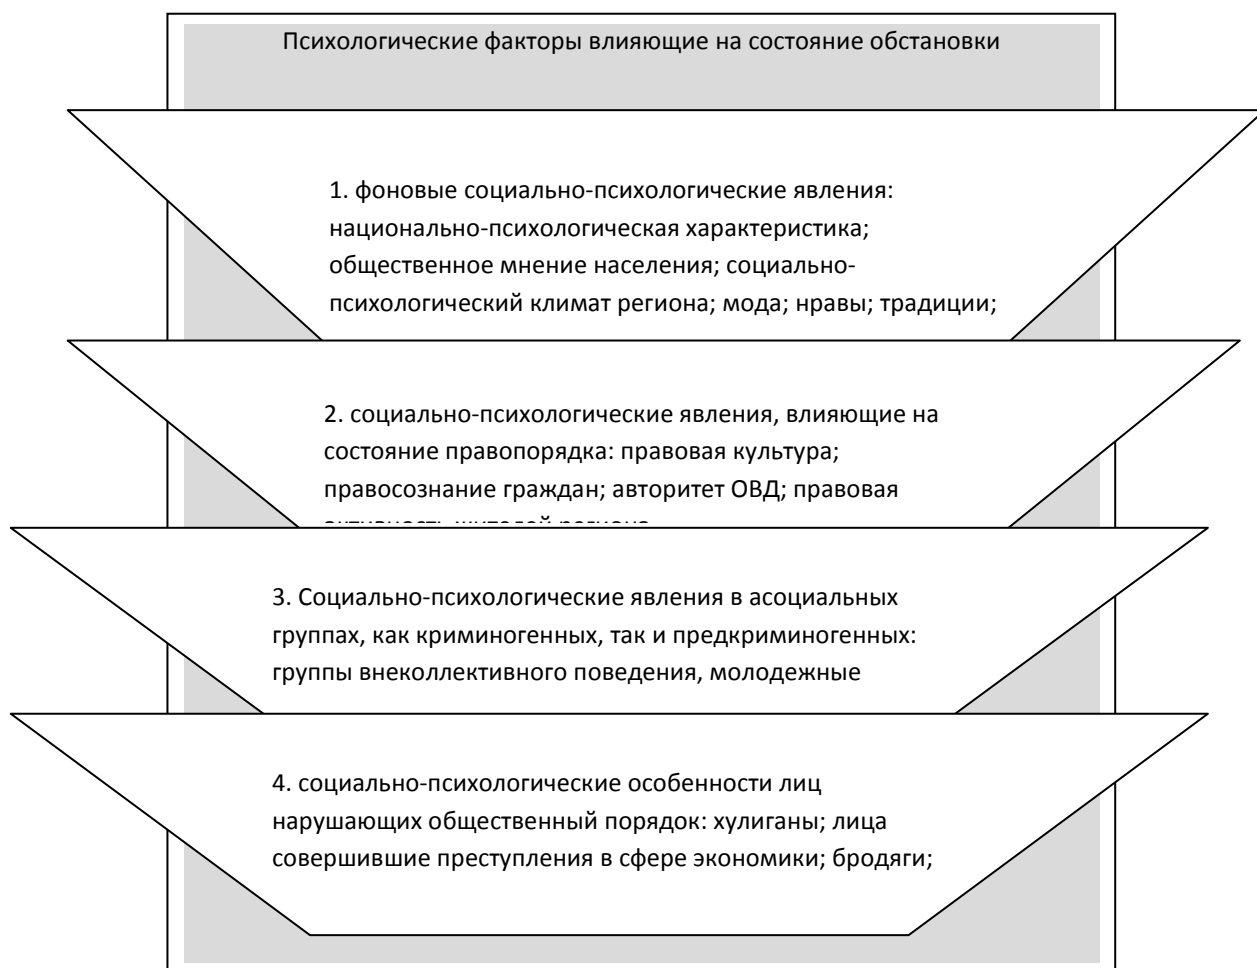 Психологические факторы влияющие на состояние обстановки
1. фоновые социально-психологические явления:
национально-психологическая характеристика;
общественное мнение населения; социально-
психологический климат региона; мода; нравы; традиции;
2. социально-психологические явления, влияющие на
состояние правопорядка: правовая культура;
правосознание граждан; авторитет ОВД; правовая
активность жителей региона
3. Социально-психологические явления в асоциальных
группах, как криминогенных, так и предкриминогенных:
группы внеколлективного поведения, молодежные
4. социально-психологические особенности лиц
нарушающих общественный порядок: хулиганы; лица
совершившие преступления в сфере экономики; бродяги;